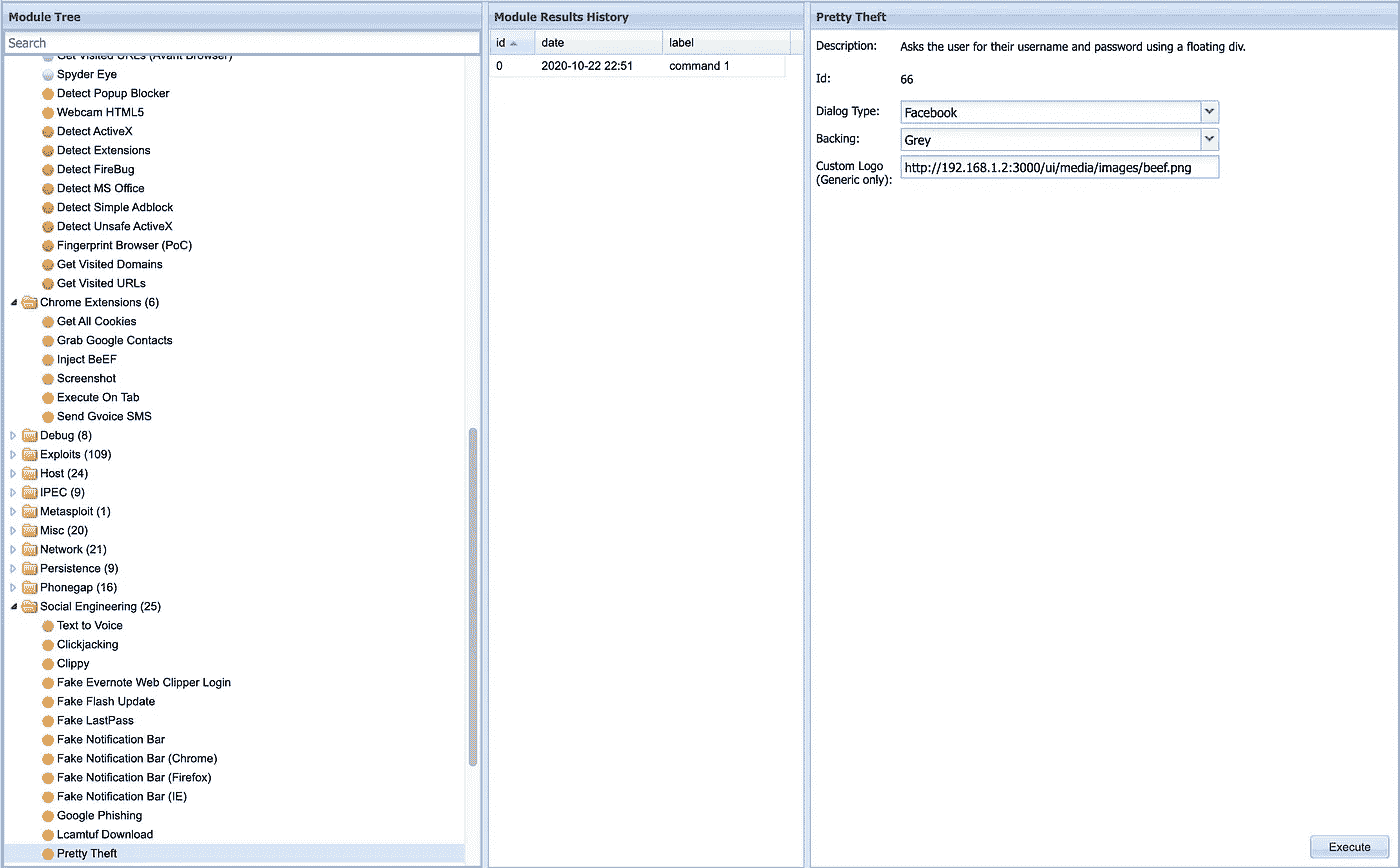 Module Tree
Search
Get Visited URLs (Avant Browser)
Spyder Eye
Detect Popup Blocker
Webcam HTML5
Detect ActiveX
Detect Extensions
Detect FireBug
Detect MS Office
Detect Simple Adblock
Detect Unsafe ActiveX
Fingerprint Browser (PoC)
Get Visited Domains
Get Visited URLs
Chrome Extensions (6)
Get All Cookies
Grab Google Contacts
Inject BeEF
Screenshot
Execute On Tab
Send Gvoice SMS
Debug (8)
Exploits (109)
Host (24)
IPEC (9)
Metasploit (1)
Misc (20)
Network (21)
Persistence (9)
Phonegap (16)
Social Engineering (25)
Text to Voice
Clickjacking
Clippy
Fake Evernote Web Clipper Login
Fake Flash Update
Fake LastPass
Fake Notification Bar
Fake Notification Bar (Chrome)
Fake Notification Bar (Firefox)
Fake Notification Bar (IE)
Google Phishing
Lcamtuf Download
Pretty Theft
Module Results History
id date label
0 2020-10-22 22:51 command 1
Pretty Theft
Description: Asks the user for their username and password using a floating div.
Id: 66
Dialog Type: Facebook
Backing: Grey
Custom Logo
(Generic only): http://192.168.1.2:3000/ui/media/images/beef.png
Execute